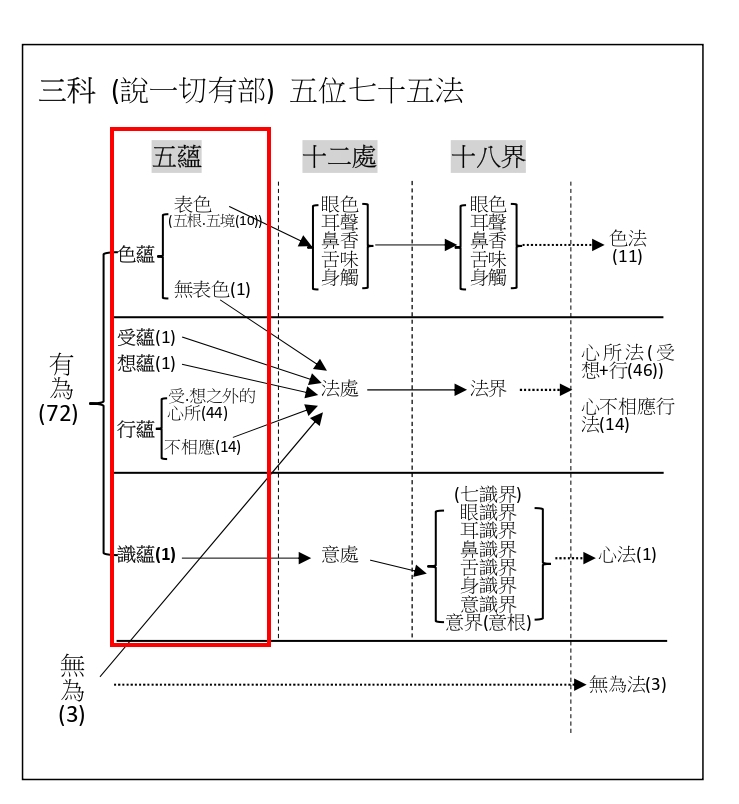 三科 (說一切有部) 五位七十五法
五蘊
十二處
十八界
表色
(五根.五境(10))
色蘊
無表色(1)
眼色
耳聲
鼻香
舌味
身觸
眼色
耳聲
鼻香
舌味
身觸
色法
(11)
有
為
(72)
受蘊(1)
想蘊(1)
受.想之外的
心所(44)
行蘊
不相應(14)
法處
法界
心所法(受
想+行(46))
心不相應行
法(14)
識蘊(1)
意處
(七識界)
眼識界
耳識界
鼻識界
舌識界
身識界
意識界
意界(意根)
心法(1)
無
為
(3)
無為法(3)